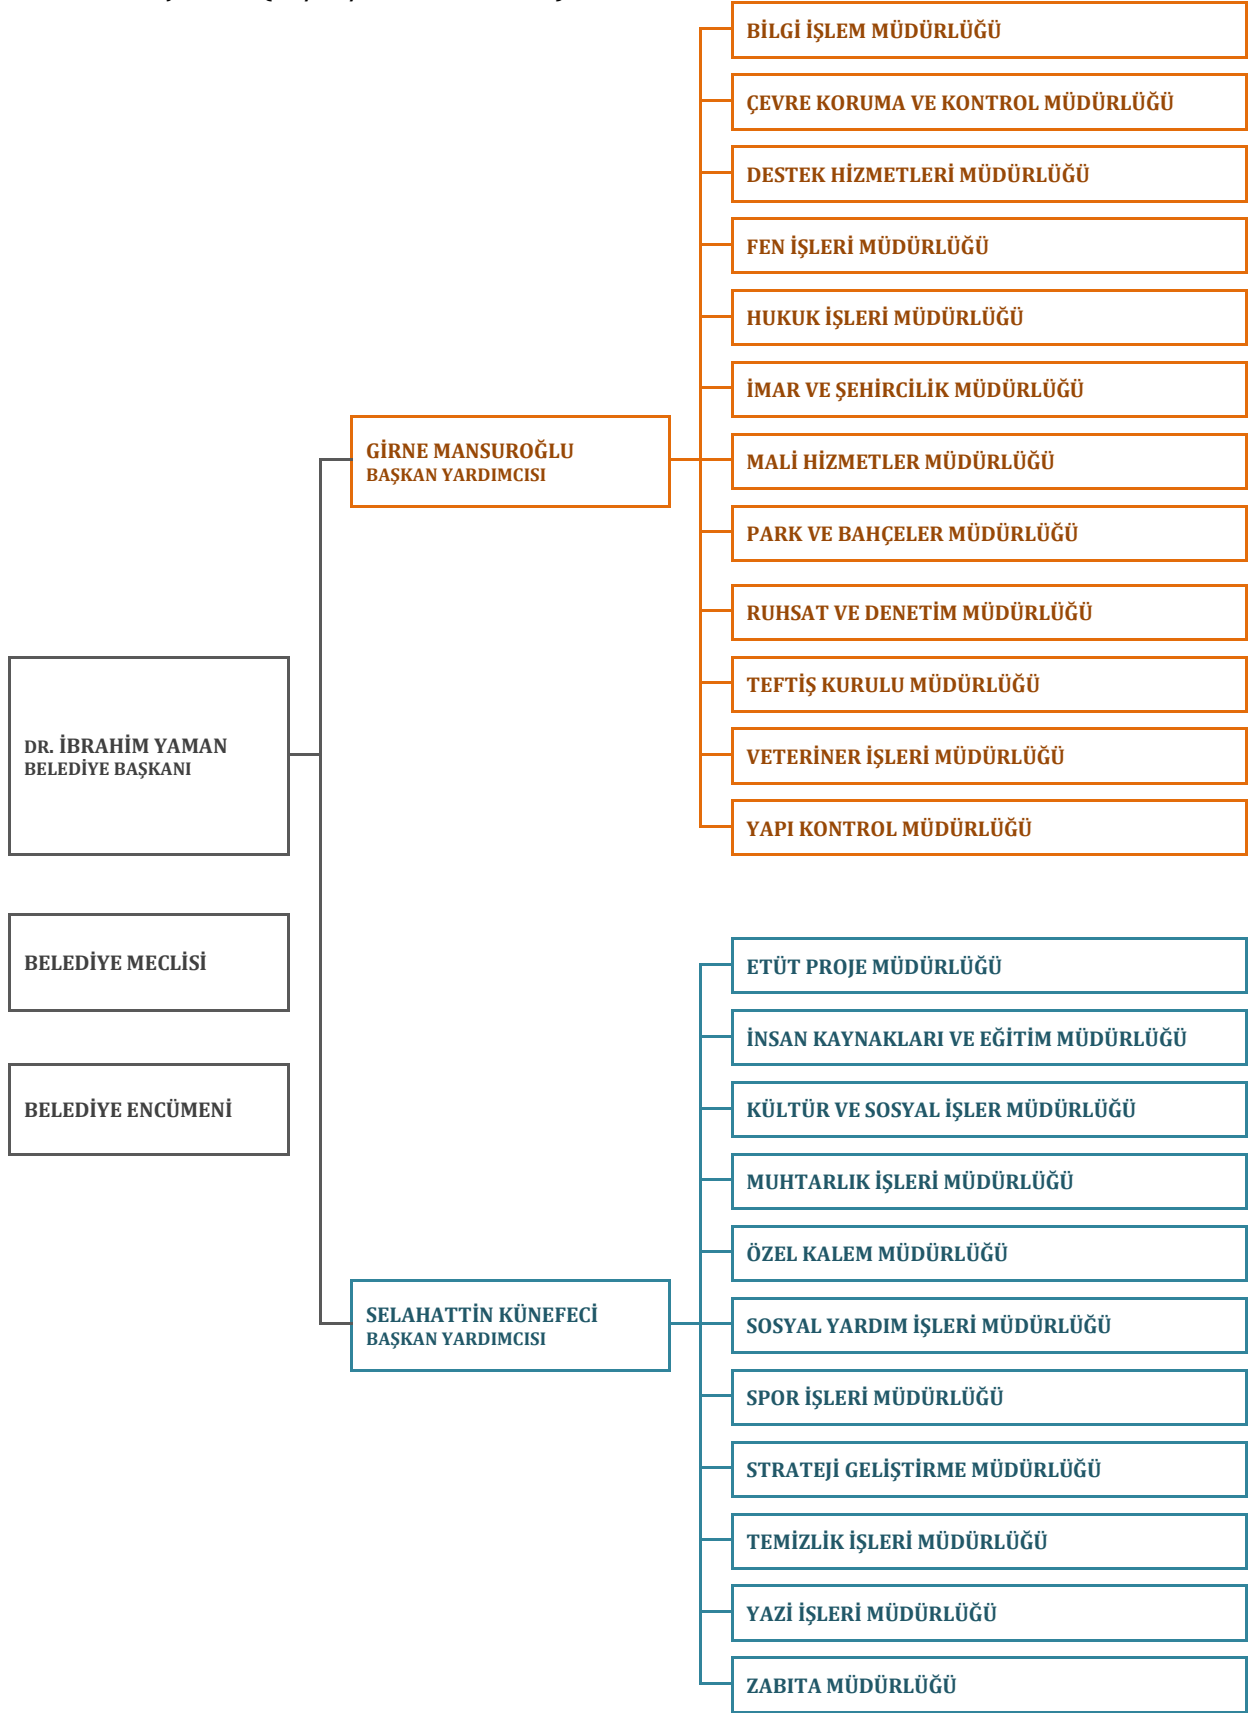 BİLGİ İŞLEM MÜDÜRLÜĞÜ
ÇEVRE KORUMA VE KONTROL MÜDÜRLÜĞÜ
DESTEK HİZMETLERİ MÜDÜRLÜĞÜ
FEN İŞLERİ MÜDÜRLÜĞÜ
HUKUK İŞLERİ MÜDÜRLÜĞÜ
İMAR VE ŞEHİRCİLİK MÜDÜRLÜĞÜ
GİRNE MANSUROĞLU
BAŞKAN YARDIMCISI
MALİ HİZMETLER MÜDÜRLÜĞÜ
PARK VE BAHÇELER MÜDÜRLÜĞÜ
RUHSAT VE DENETİM MÜDÜRLÜĞÜ
TEFTİŞ KURULU MÜDÜRLÜĞÜ
DR. İBRAHİM YAMAN
BELEDİYE BAŞKANI
VETERİNER İŞLERİ MÜDÜRLÜĞÜ
YAPI KONTROL MÜDÜRLÜĞÜ
BELEDİYE MECLİSİ
ETÜT PROJE MÜDÜRLÜĞÜ
İNSAN KAYNAKLARI VE EĞİTİM MÜDÜRLÜĞÜ
BELEDİYE ENCÜMENİ
KÜLTÜR VE SOSYAL İŞLER MÜDÜRLÜĞÜ
MUHTARLIK İŞLERİ MÜDÜRLÜĞÜ
ÖZEL KALEM MÜDÜRLÜĞÜ
SELAHATTİN KÜNEFECİ
BAŞKAN YARDIMCISI
SOSYAL YARDIM İŞLERİ MÜDÜRLÜĞÜ
SPOR İŞLERİ MÜDÜRLÜĞÜ
STRATEJİ GELİŞTİRME MÜDÜRLÜĞÜ
TEMİZLİK İŞLERİ MÜDÜRLÜĞÜ
YAZİ İŞLERİ MÜDÜRLÜĞÜ
ZABITA MÜDÜRLÜĞÜ